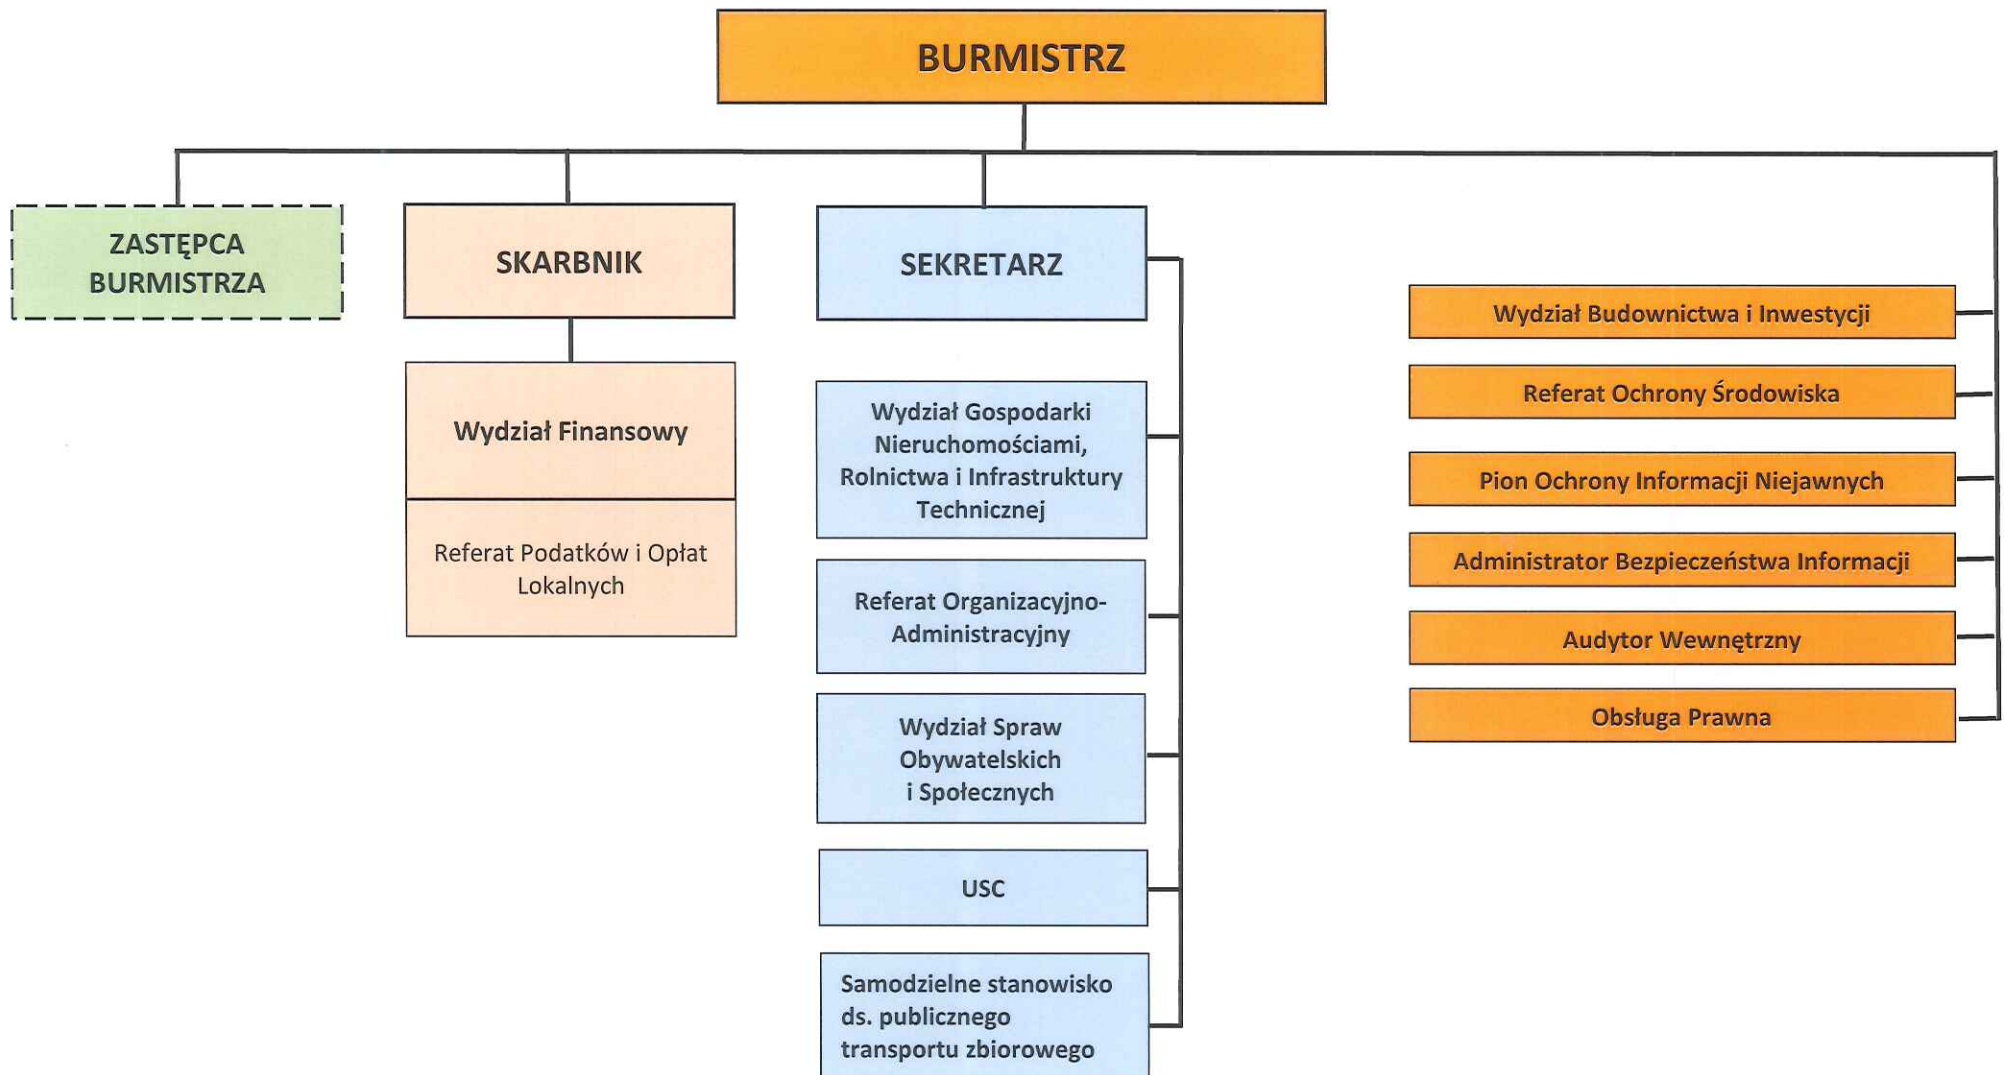 BURMISTRZ
ZASTĘPCA
BURMISTRZA
SKARBNIK
Wydział Finansowy
Referat Podatków i Opłat
Lokalnych
SEKRETARZ
Wydział Gospodarki
Nieruchomościami,
Rolnictwa i Infrastruktury
Technicznej
Referat Organizacyjno-
Administracyjny
Wydział Spraw
Obywatelskich
i Społecznych
USC
Samodzielne stanowisko
ds. publicznego
transportu zbiorowego
Wydział Budownictwa i Inwestycji
Referat Ochrony Środowiska
Pion Ochrony Informacji Niejawnych
Administrator Bezpieczeństwa Informacji
Audytor Wewnętrzny
Obsługa Prawna